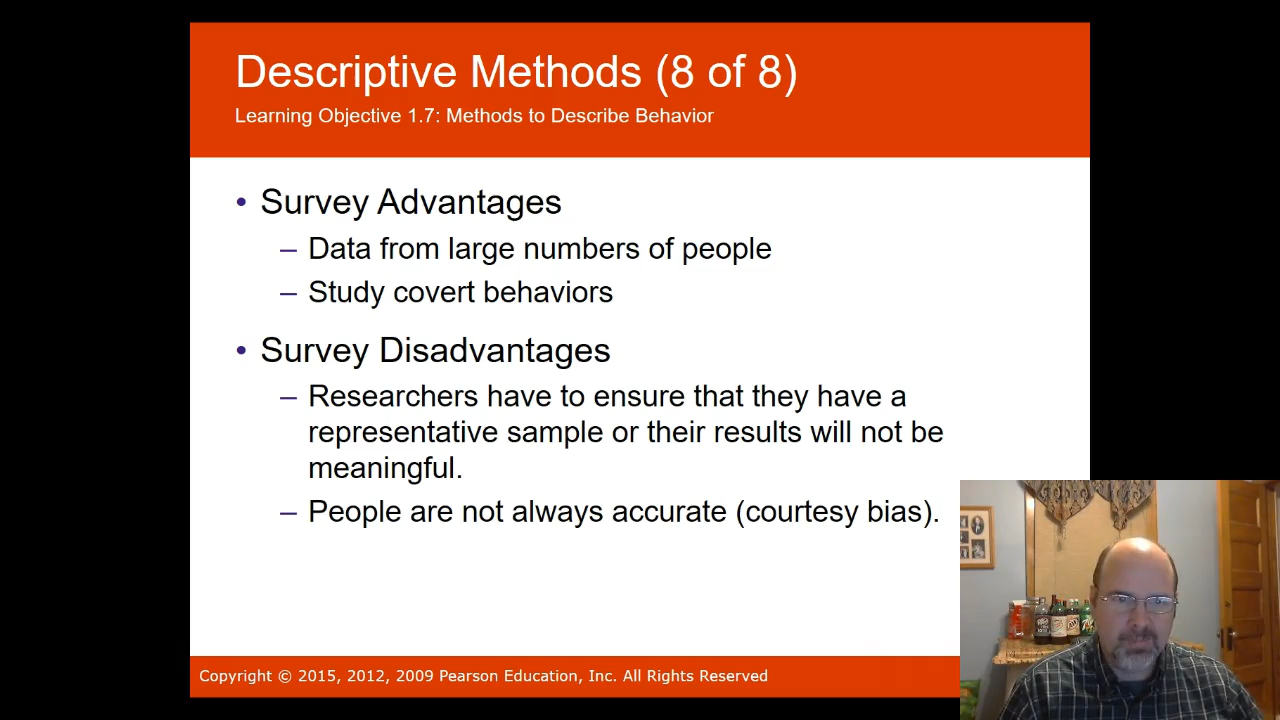 Descriptive Methods (8 of 8)
Learning Objective 1.7: Methods to Describe Behavior
• Survey Advantages
– Data from large numbers of people
– Study covert behaviors
• Survey Disadvantages
– Researchers have to ensure that they have a
representative sample or their results will not be
meaningful.
– People are not always accurate (courtesy bias).
Copyright © 2015, 2012, 2009 Pearson Education, Inc. All Rights Reserved